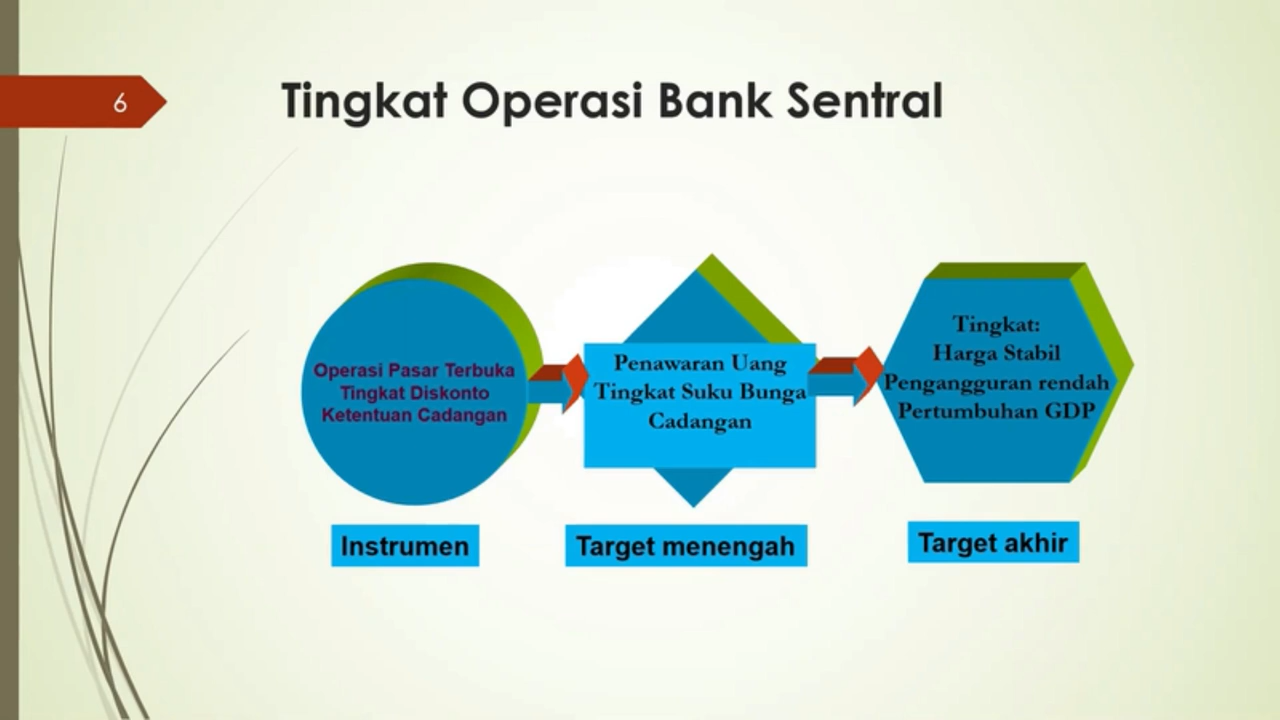 6
Tingkat Operasi Bank Sentral
Operasi Pasar Terbuka
Tingkat Diskonto
Ketentuan Cadangan
Penawaran Uang
Tingkat Suku Bunga
Cadangan
Tingkat:
Harga Stabil
Pengangguran rendah
Pertumbuhan GDP
Instrumen
Target menengah
Target akhir